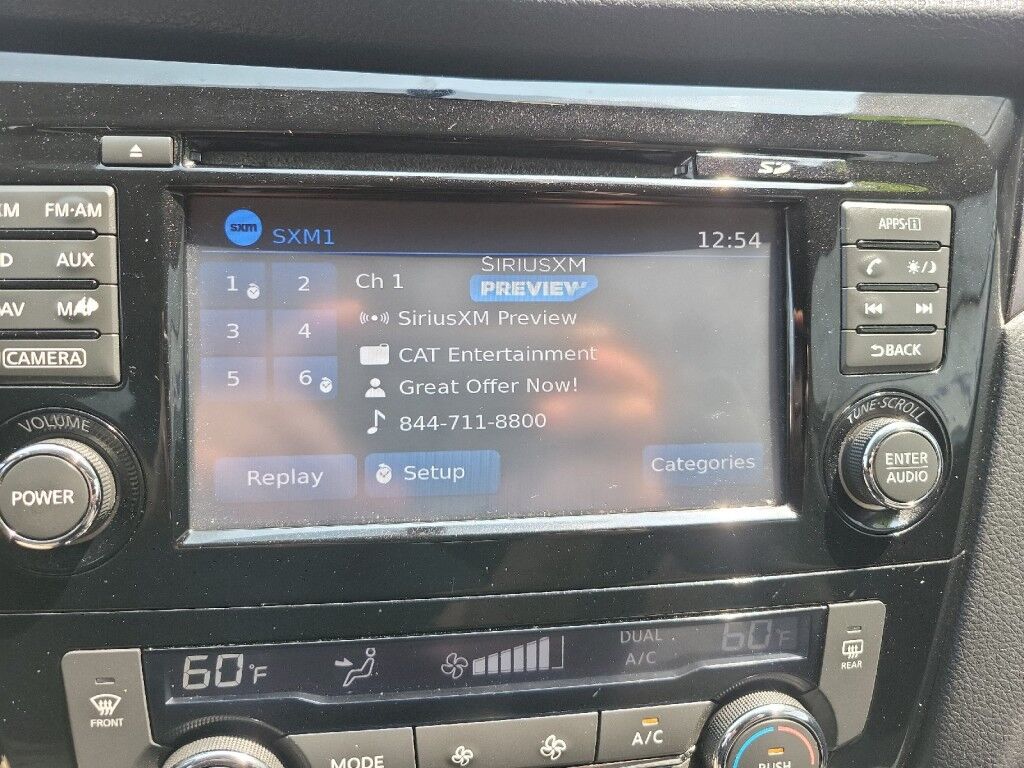 SD
FM·AM
AUX
MAP
CAMERA
VOLUME
POWER
sxm SXM1
12:54
1 2
3 4
5 6
Ch 1
SIRIUSXM
PREVIEW
SiriusXM Preview
CAT Entertainment
Great Offer Now!
844-711-8800
Replay
Setup
Categories
APPS·i
BACK
TUNE·SCROLL
ENTER
AUDIO
60°F
DUAL
A/C
60°F
FRONT
REAR
MODE
A/C
PUSH